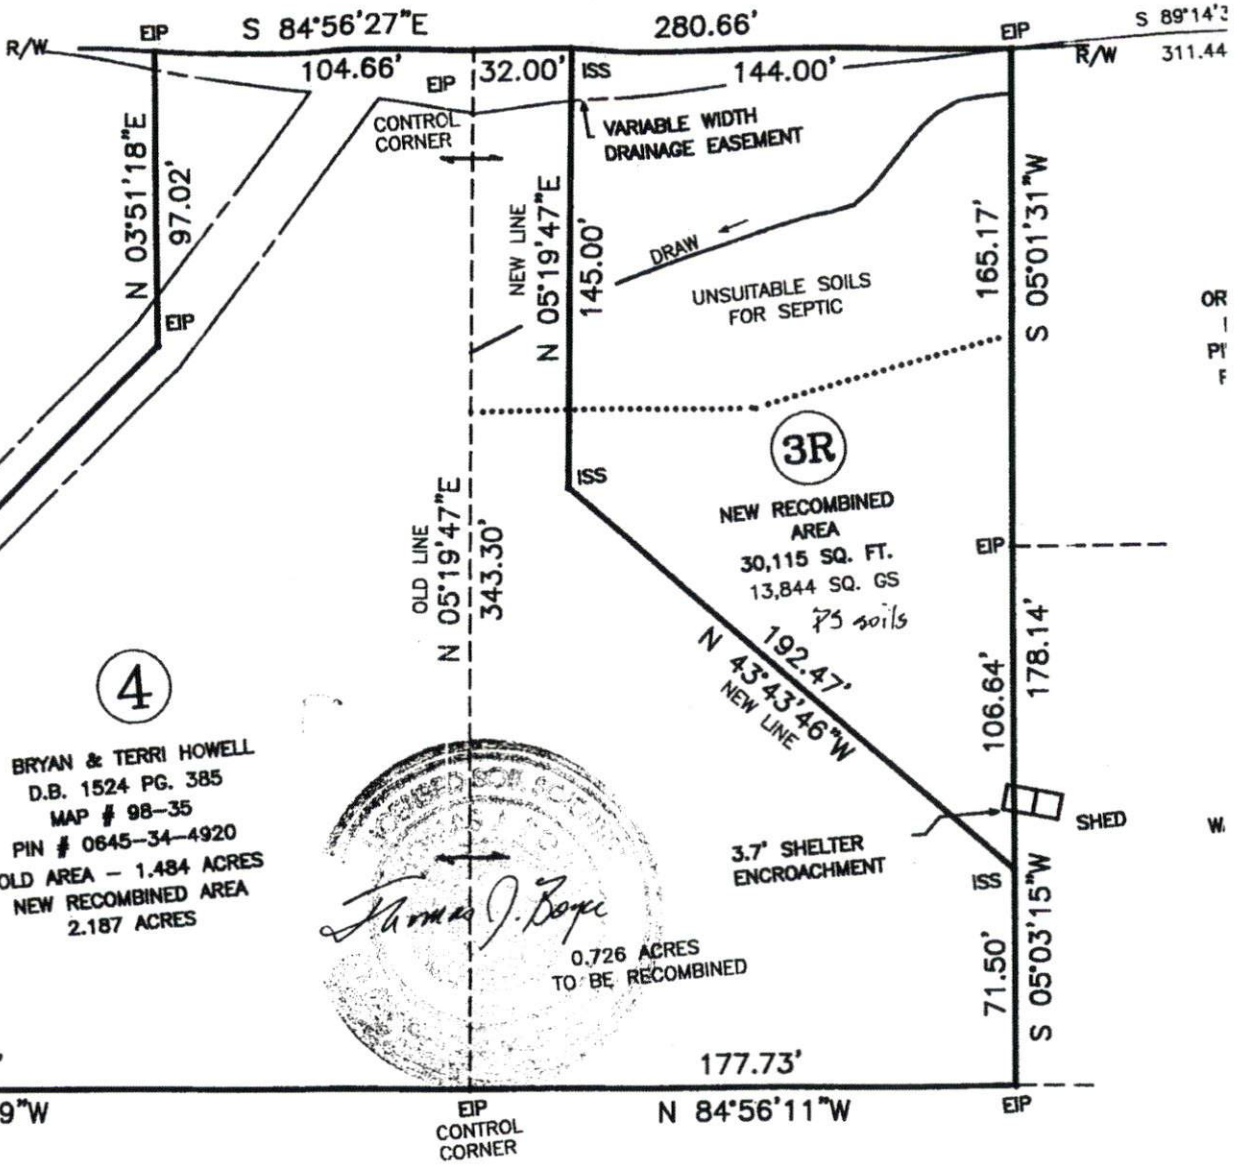 EIP
S 84°56'27"E
280.66'
EIP
S 89°14'3
R/W
104.66'
EIP
32.00'
ISS
144.00'
R/W
311.44
CONTROL
CORNER
VARIABLE WIDTH
DRAINAGE EASEMENT
N 03°51'18"E
97.02'
EIP
NEW LINE
N 05°19'47"E
145.00'
DRAW
UNSUITABLE SOILS
FOR SEPTIC
165.17'
S 05°01'31"W
OR
3R
ISS
NEW RECOMBINED
AREA
30,115 SQ. FT.
13,844 SQ. GS
PS soils
EIP
OLD LINE
N 05°19'47"E
343.30'
192.47'
N 43°43'46"W
NEW LINE
106.64'
178.14'
4
BRYAN & TERRI HOWELL
D.B. 1524 PG. 385
MAP # 98-35
PIN # 0645-34-4920
OLD AREA - 1.484 ACRES
NEW RECOMBINED AREA
2.187 ACRES
SHED
3.7' SHELTER
ENCROACHMENT
ISS
Thomas J. Boyce
0.726 ACRES
TO BE RECOMBINED
71.50'
S 05°03'15"W
177.73'
9"W
EIP
CONTROL
CORNER
N 84°56'11"W
EIP